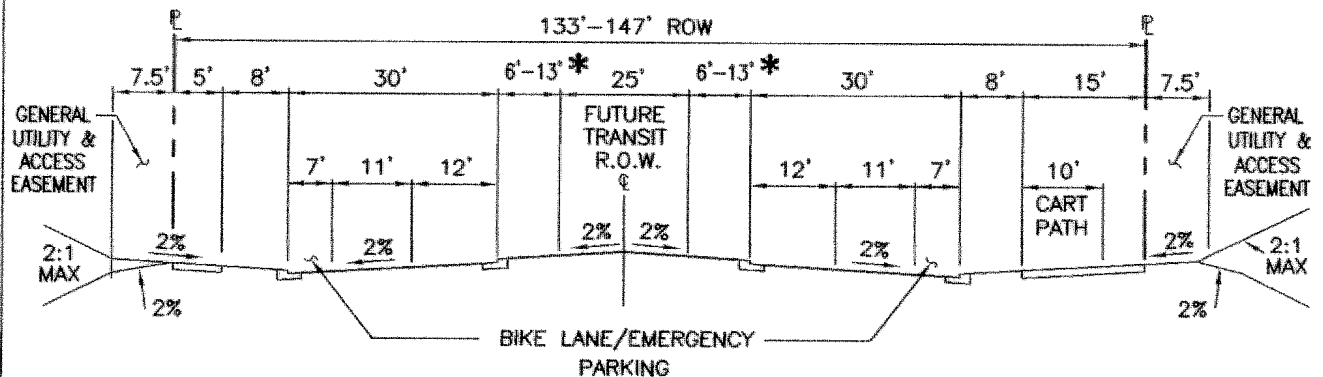 ℄ ℄
133'-147' ROW
7.5' 5' 8' 30' 6'-13'* 25' 6'-13'* 30' 8' 15' 7.5'
GENERAL
UTILITY &
ACCESS
EASEMENT
FUTURE
TRANSIT
R.O.W.
℄
GENERAL
UTILITY &
ACCESS
EASEMENT
7' 11' 12' 12' 11' 7' 10'
CART
PATH
2:1
MAX
2% 2% 2% 2% 2% 2%
2:1
MAX
2% 2%
BIKE LANE/EMERGENCY
PARKING